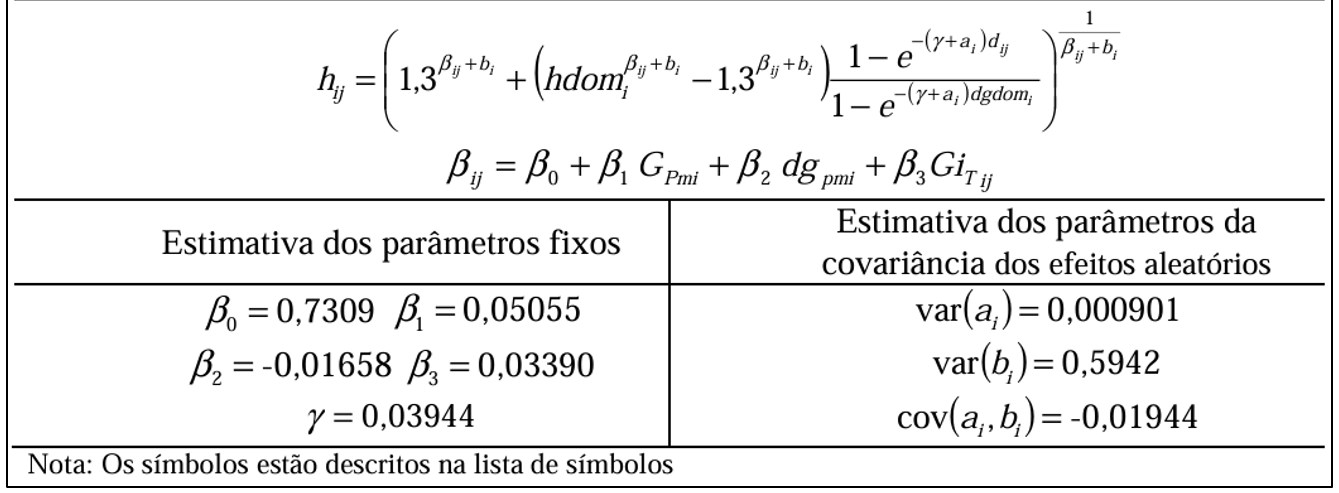 h_ij = ( 1,3^(β_ij + b_i) + ( hdom_i^(β_ij + b_i) − 1,3^(β_ij + b_i) ) (1 − e^(−(γ + a_i) d_ij)) / (1 − e^(−(γ + a_i) dgdom_i)) )^(1 / (β_ij + b_i))
β_ij = β_0 + β_1 G_Pmi + β_2 dg_pmi + β_3 Gi_T ij
Estimativa dos parâmetros fixos
Estimativa dos parâmetros da
covariância dos efeitos aleatórios
β_0 = 0,7309 β_1 = 0,05055
β_2 = -0,01658 β_3 = 0,03390
γ = 0,03944
var(a_i) = 0,000901
var(b_i) = 0,5942
cov(a_i, b_i) = -0,01944
Nota: Os símbolos estão descritos na lista de símbolos